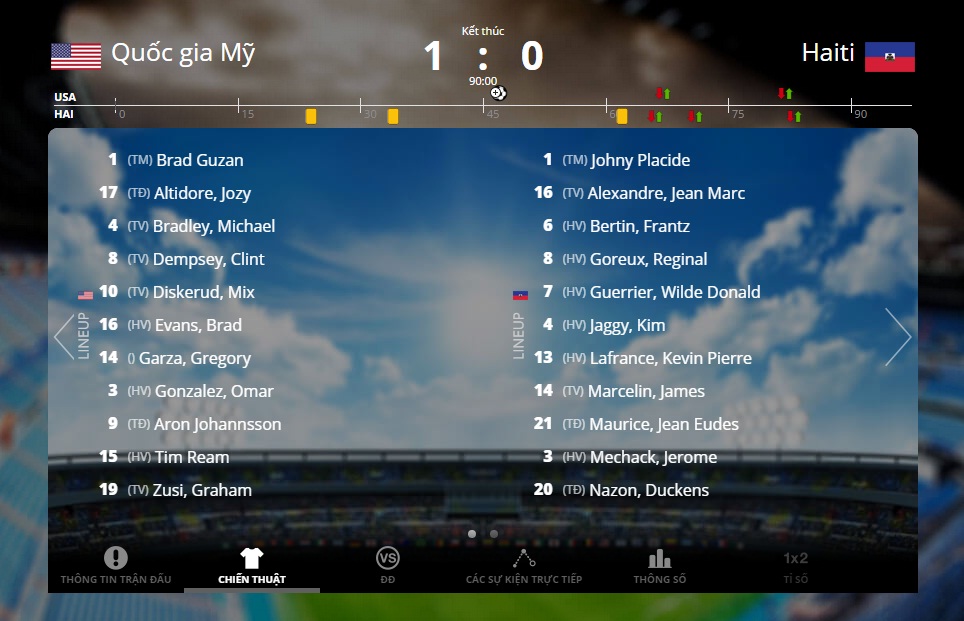 Kết thúc
Quốc gia Mỹ 1 : 0 Haiti
90:00
USA
HAI 0 15 30 45 60 75 90
1 (TM) Brad Guzan
17 (TĐ) Altidore, Jozy
4 (TV) Bradley, Michael
8 (TV) Dempsey, Clint
10 (TV) Diskerud, Mix
16 (HV) Evans, Brad
14 () Garza, Gregory
3 (HV) Gonzalez, Omar
9 (TĐ) Aron Johannsson
15 (HV) Tim Ream
19 (TV) Zusi, Graham
LINEUP
1 (TM) Johny Placide
16 (TV) Alexandre, Jean Marc
6 (HV) Bertin, Frantz
8 (HV) Goreux, Reginal
7 (HV) Guerrier, Wilde Donald
4 (HV) Jaggy, Kim
13 (HV) Lafrance, Kevin Pierre
14 (TV) Marcelin, James
21 (TĐ) Maurice, Jean Eudes
3 (HV) Mechack, Jerome
20 (TĐ) Nazon, Duckens
LINEUP
THÔNG TIN TRẬN ĐẤU
CHIẾN THUẬT
VS
ĐĐ
CÁC SỰ KIỆN TRỰC TIẾP
THÔNG SỐ
1x2
TỈ SỐ